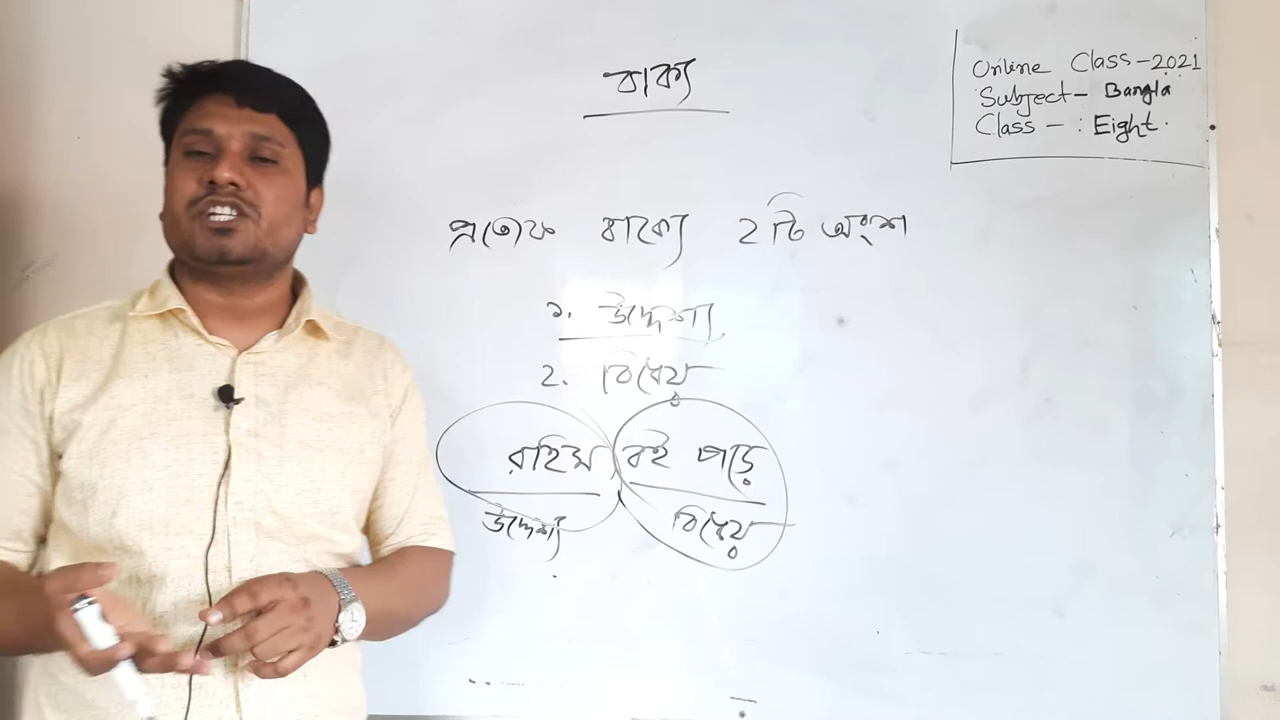 বাক্য
Online Class-2021
Subject- Bangla
Class - : Eight.
প্রত্যেক বাক্যে ২টি অংশ
১. উদ্দেশ্য
২. বিধেয়
রহিম বই পড়ে
উদ্দেশ্য বিধেয়